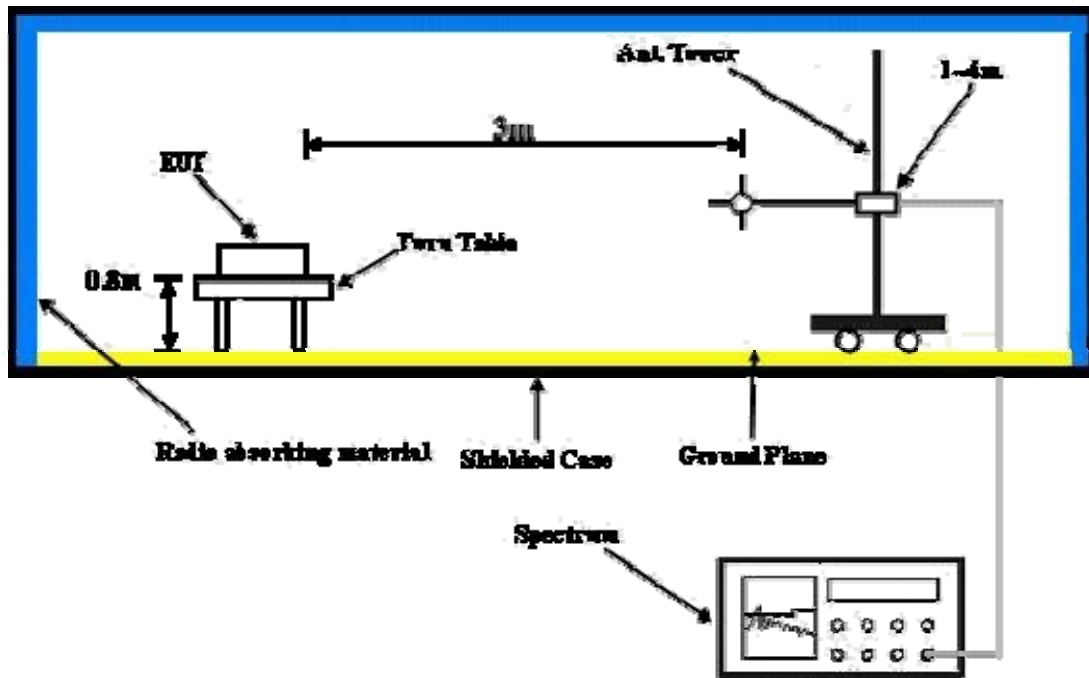 Ant. Tower
1-4m
3m
EUT
Turn Table
0.8m
Radio absorbing material
Shielded Case
Ground Plane
Spectrum